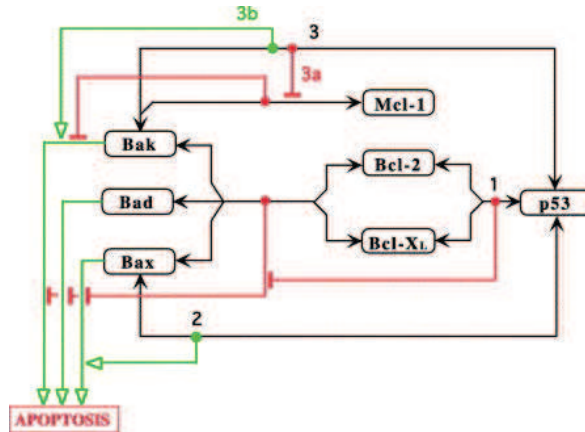 3b
3
3a
Mcl-1
Bak
Bcl-2
Bad
1
p53
Bcl-XL
Bax
2
APOPTOSIS